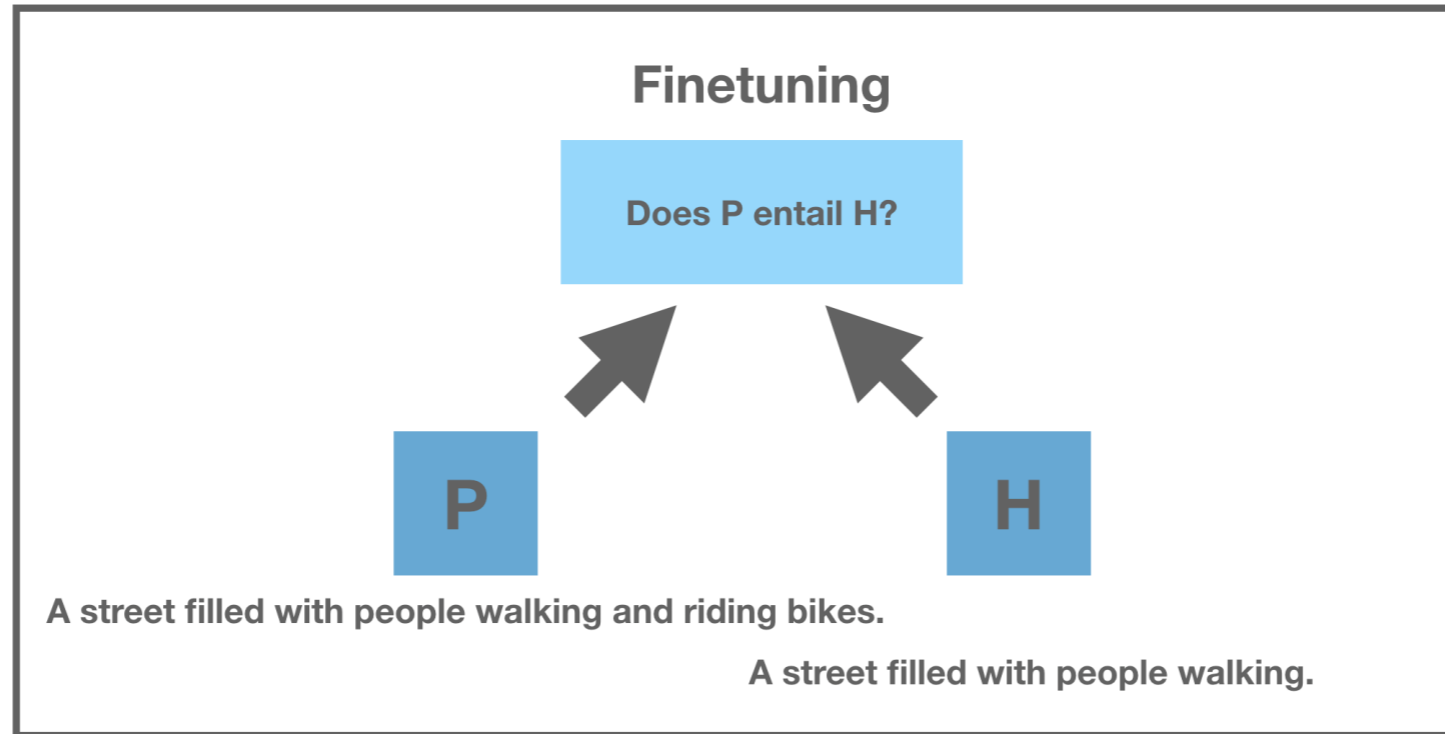 Finetuning
Does P entail H?
P
H
A street filled with people walking and riding bikes.
A street filled with people walking.